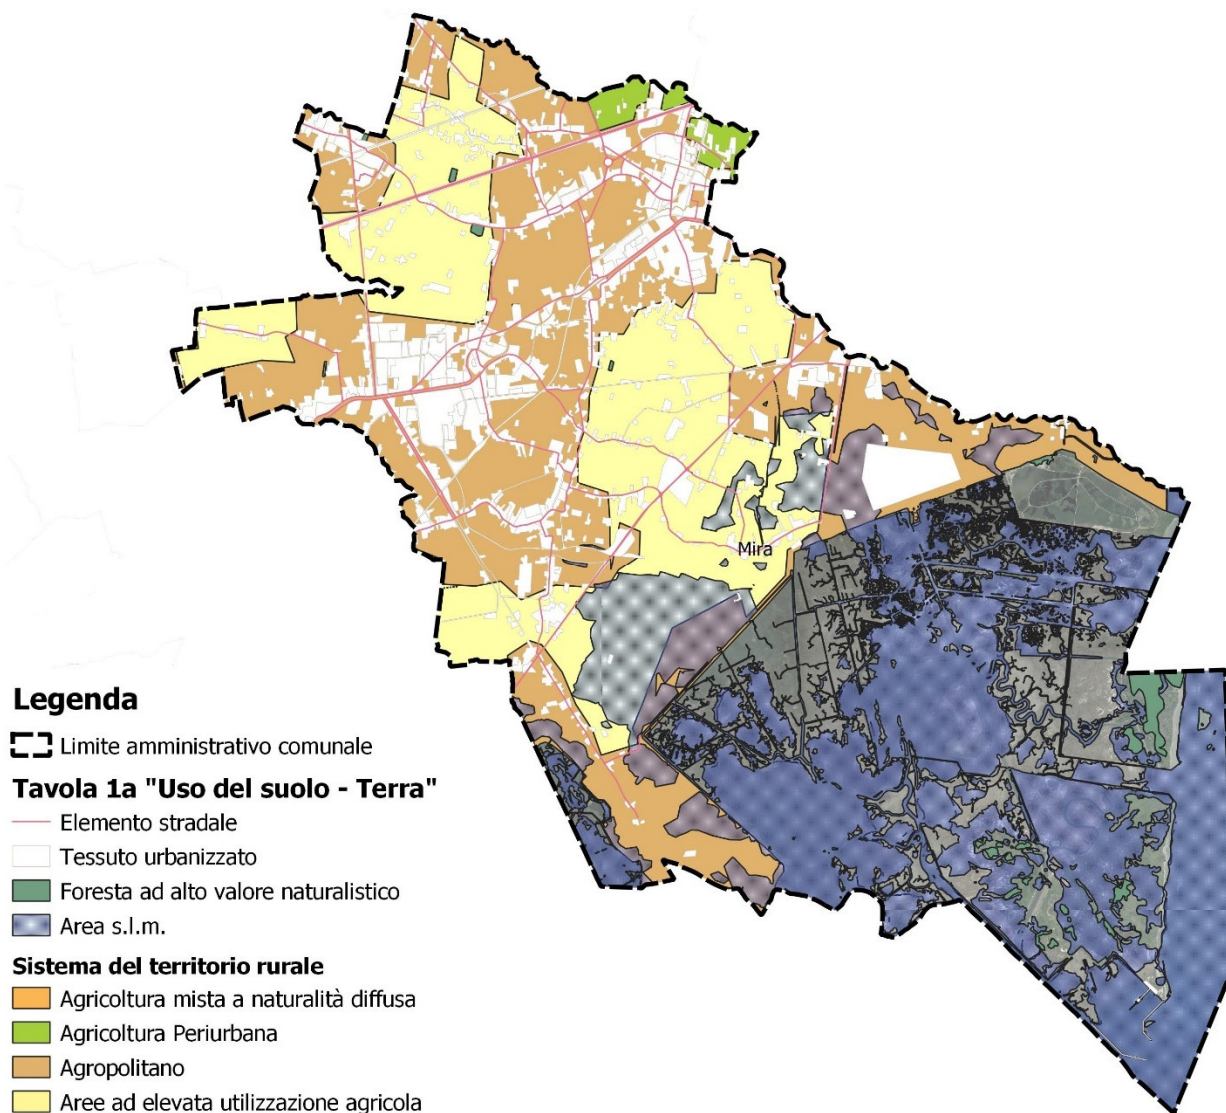 Mira
Legenda
Limite amministrativo comunale
Tavola 1a "Uso del suolo - Terra"
Elemento stradale
Tessuto urbanizzato
Foresta ad alto valore naturalistico
Area s.l.m.
Sistema del territorio rurale
Agricoltura mista a naturalità diffusa
Agricoltura Periurbana
Agropolitano
Aree ad elevata utilizzazione agricola